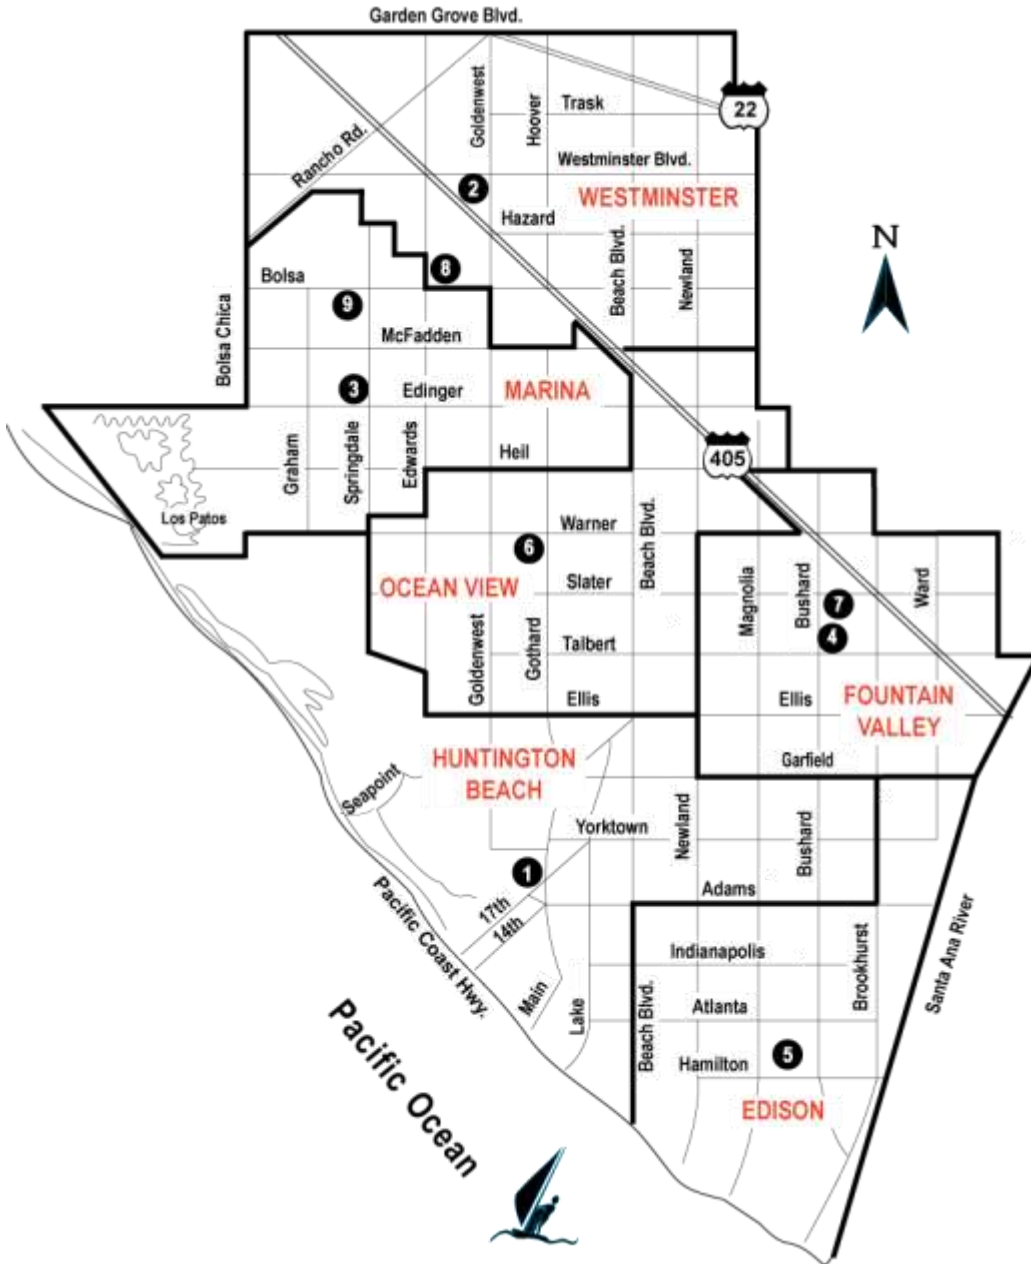 Garden Grove Blvd.
Goldenwest
Hoover
Trask
22
Rancho Rd.
Westminster Blvd.
2
WESTMINSTER
Hazard
N
Beach Blvd.
Newland
8
Bolsa
9
Bolsa Chica
McFadden
3
Edinger
MARINA
Graham
Springdale
Edwards
Heil
405
Los Patos
Warner
Beach Blvd.
6
OCEAN VIEW
Slater
Magnolia
Bushard
7
Ward
4
Goldenwest
Gothard
Talbert
Ellis
Ellis
FOUNTAIN
VALLEY
HUNTINGTON
BEACH
Garfield
Seapoint
Yorktown
Newland
Bushard
1
Adams
17th
14th
Pacific Coast Hwy.
Indianapolis
Brookhurst
Santa Ana River
Main
Lake
Beach Blvd.
Atlanta
Hamilton
5
EDISON
Pacific Ocean